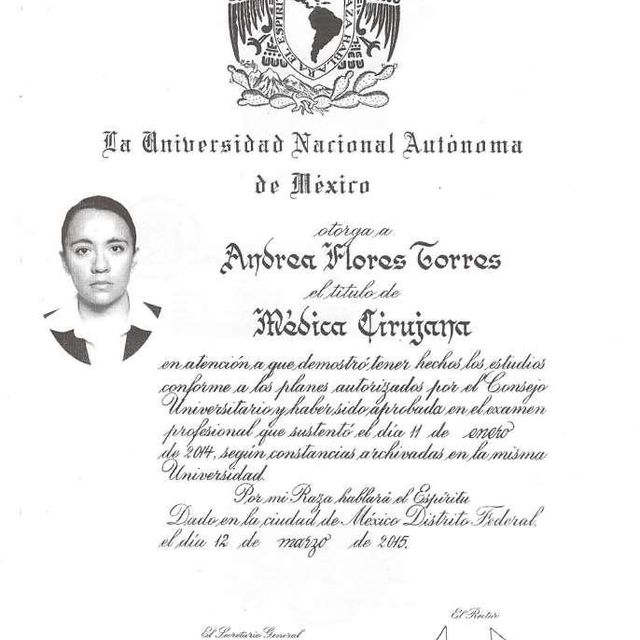 EL ESPIRI
ZA HABLARA
La Universidad Nacional Autónoma
de México
otorga a
Andrea Flores Torres
el título de
Médica Cirujana
en atención a que demostró tener hechos los estudios
conforme a los planes autorizados por el Consejo
Universitario y haber sido aprobada en el examen
profesional que sustentó el día 11 de enero
de 2014, según constancias archivadas en la misma
Universidad.
Por mi Raza hablará el Espíritu
Dado en la ciudad de México Distrito Federal,
el día 12 de marzo de 2015.
El Rector
El Secretario General